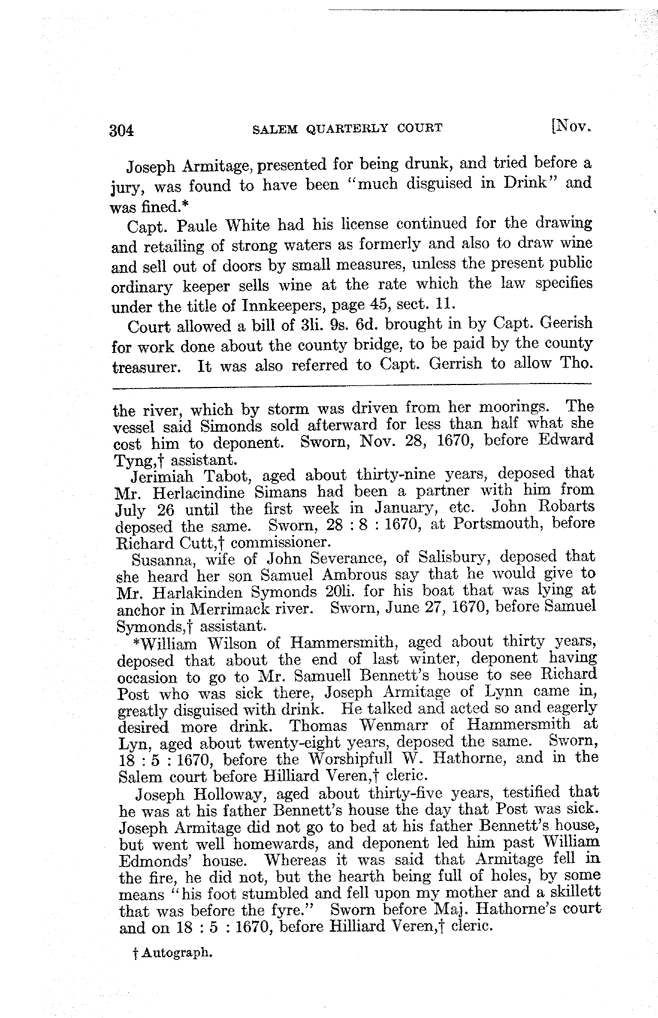 304 SALEM QUARTERLY COURT [Nov.
Joseph Armitage, presented for being drunk, and tried before a
jury, was found to have been "much disguised in Drink" and
was fined.*
Capt. Paule White had his license continued for the drawing
and retailing of strong waters as formerly and also to draw wine
and sell out of doors by small measures, unless the present public
ordinary keeper sells wine at the rate which the law specifies
under the title of Innkeepers, page 45, sect. 11.
Court allowed a bill of 3li. 9s. 6d. brought in by Capt. Geerish
for work done about the county bridge, to be paid by the county
treasurer. It was also referred to Capt. Gerrish to allow Tho.
the river, which by storm was driven from her moorings. The
vessel said Simonds sold afterward for less than half what she
cost him to deponent. Sworn, Nov. 28, 1670, before Edward
Tyng,† assistant.
Jerimiah Tabot, aged about thirty-nine years, deposed that
Mr. Herlacindine Simans had been a partner with him from
July 26 until the first week in January, etc. John Robarts
deposed the same. Sworn, 28 : 8 : 1670, at Portsmouth, before
Richard Cutt,† commissioner.
Susanna, wife of John Severance, of Salisbury, deposed that
she heard her son Samuel Ambrous say that he would give to
Mr. Harlakinden Symonds 20li. for his boat that was lying at
anchor in Merrimack river. Sworn, June 27, 1670, before Samuel
Symonds,† assistant.
*William Wilson of Hammersmith, aged about thirty years,
deposed that about the end of last winter, deponent having
occasion to go to Mr. Samuell Bennett's house to see Richard
Post who was sick there, Joseph Armitage of Lynn came in,
greatly disguised with drink. He talked and acted so and eagerly
desired more drink. Thomas Wenmarr of Hammersmith at
Lyn, aged about twenty-eight years, deposed the same. Sworn,
18 : 5 : 1670, before the Worshipfull W. Hathorne, and in the
Salem court before Hilliard Veren,† cleric.
Joseph Holloway, aged about thirty-five years, testified that
he was at his father Bennett's house the day that Post was sick.
Joseph Armitage did not go to bed at his father Bennett's house,
but went well homewards, and deponent led him past William
Edmonds' house. Whereas it was said that Armitage fell in
the fire, he did not, but the hearth being full of holes, by some
means "his foot stumbled and fell upon my mother and a skillett
that was before the fyre." Sworn before Maj. Hathorne's court
and on 18 : 5 : 1670, before Hilliard Veren,† cleric.
† Autograph.